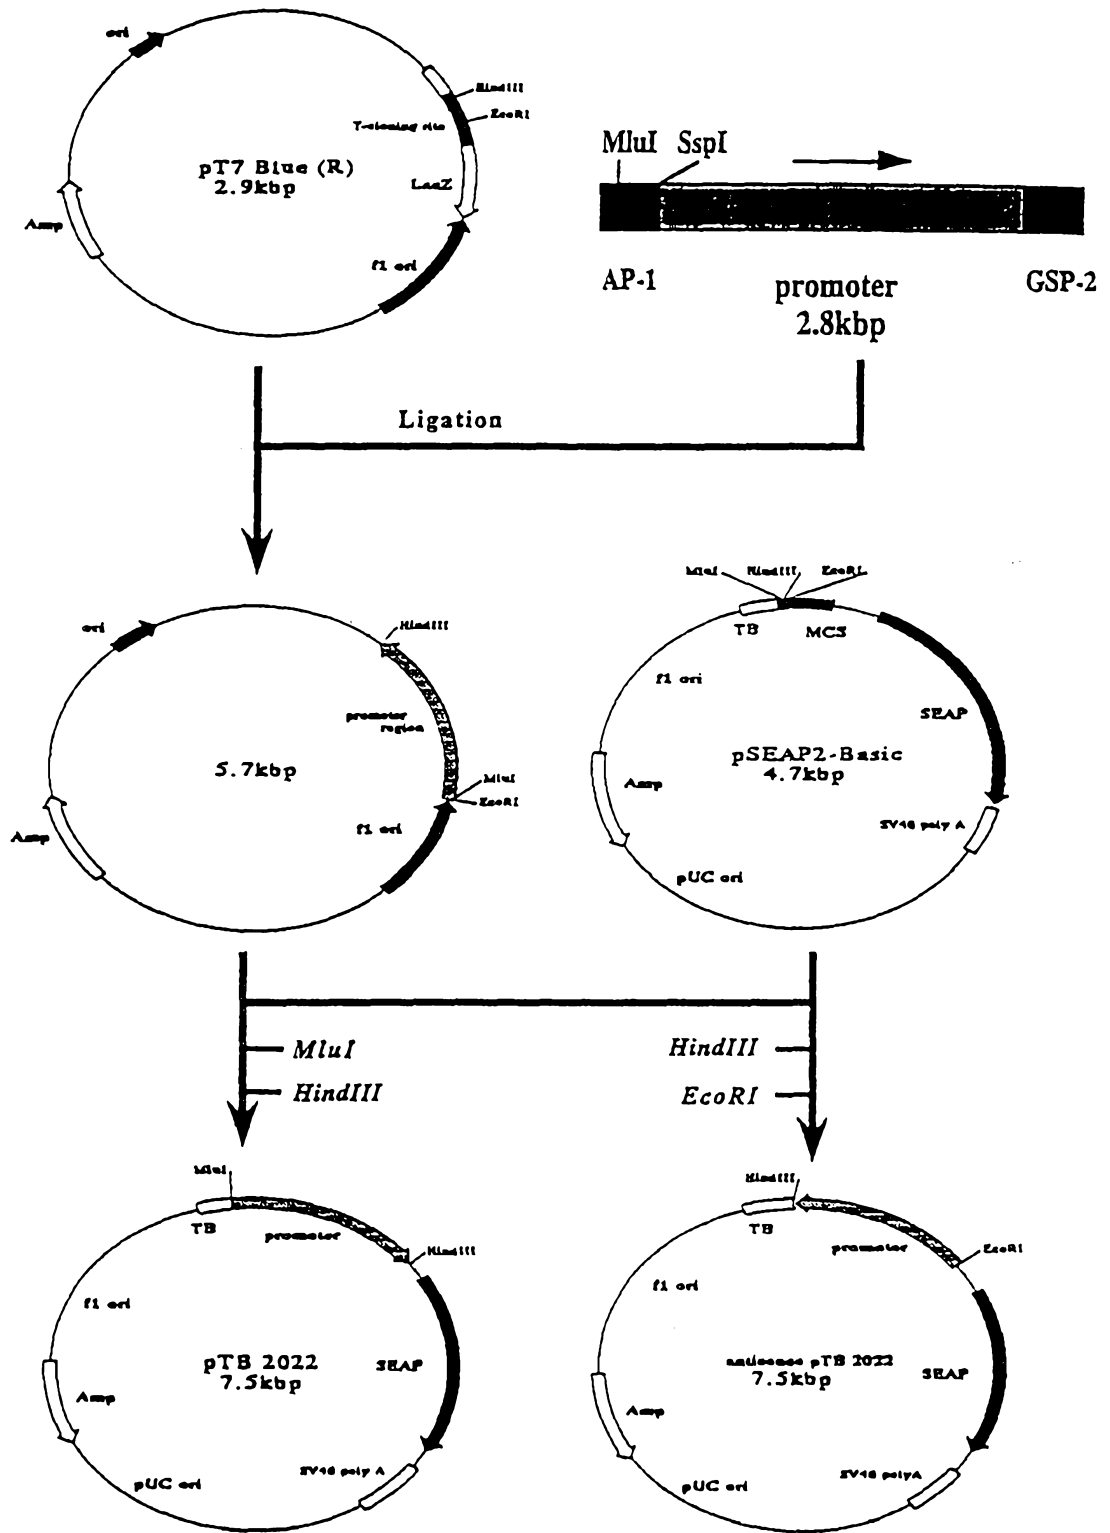 ori
HindIII
EcoRI
T-cloning site
pT7 Blue (R)
2.9kbp
LacZ
Amp
f1 ori
MluI SspI
AP-1
promoter
2.8kbp
GSP-2
Ligation
ori
HindIII
promoter
region
5.7kbp
MluI
EcoRI
f1 ori
Amp
MluI HindIII EcoRI
TB MCS
f1 ori
SEAP
pSEAP2-Basic
4.7kbp
Amp
SV40 poly A
pUC ori
MluI
HindIII
HindIII
EcoRI
MluI
TB
promoter
HindIII
f1 ori
pTB 2022
7.5kbp
SEAP
Amp
SV40 poly A
pUC ori
HindIII
TB
promoter
EcoRI
f1 ori
antisense pTB 2022
7.5kbp
SEAP
Amp
SV40 polyA
pUC ori